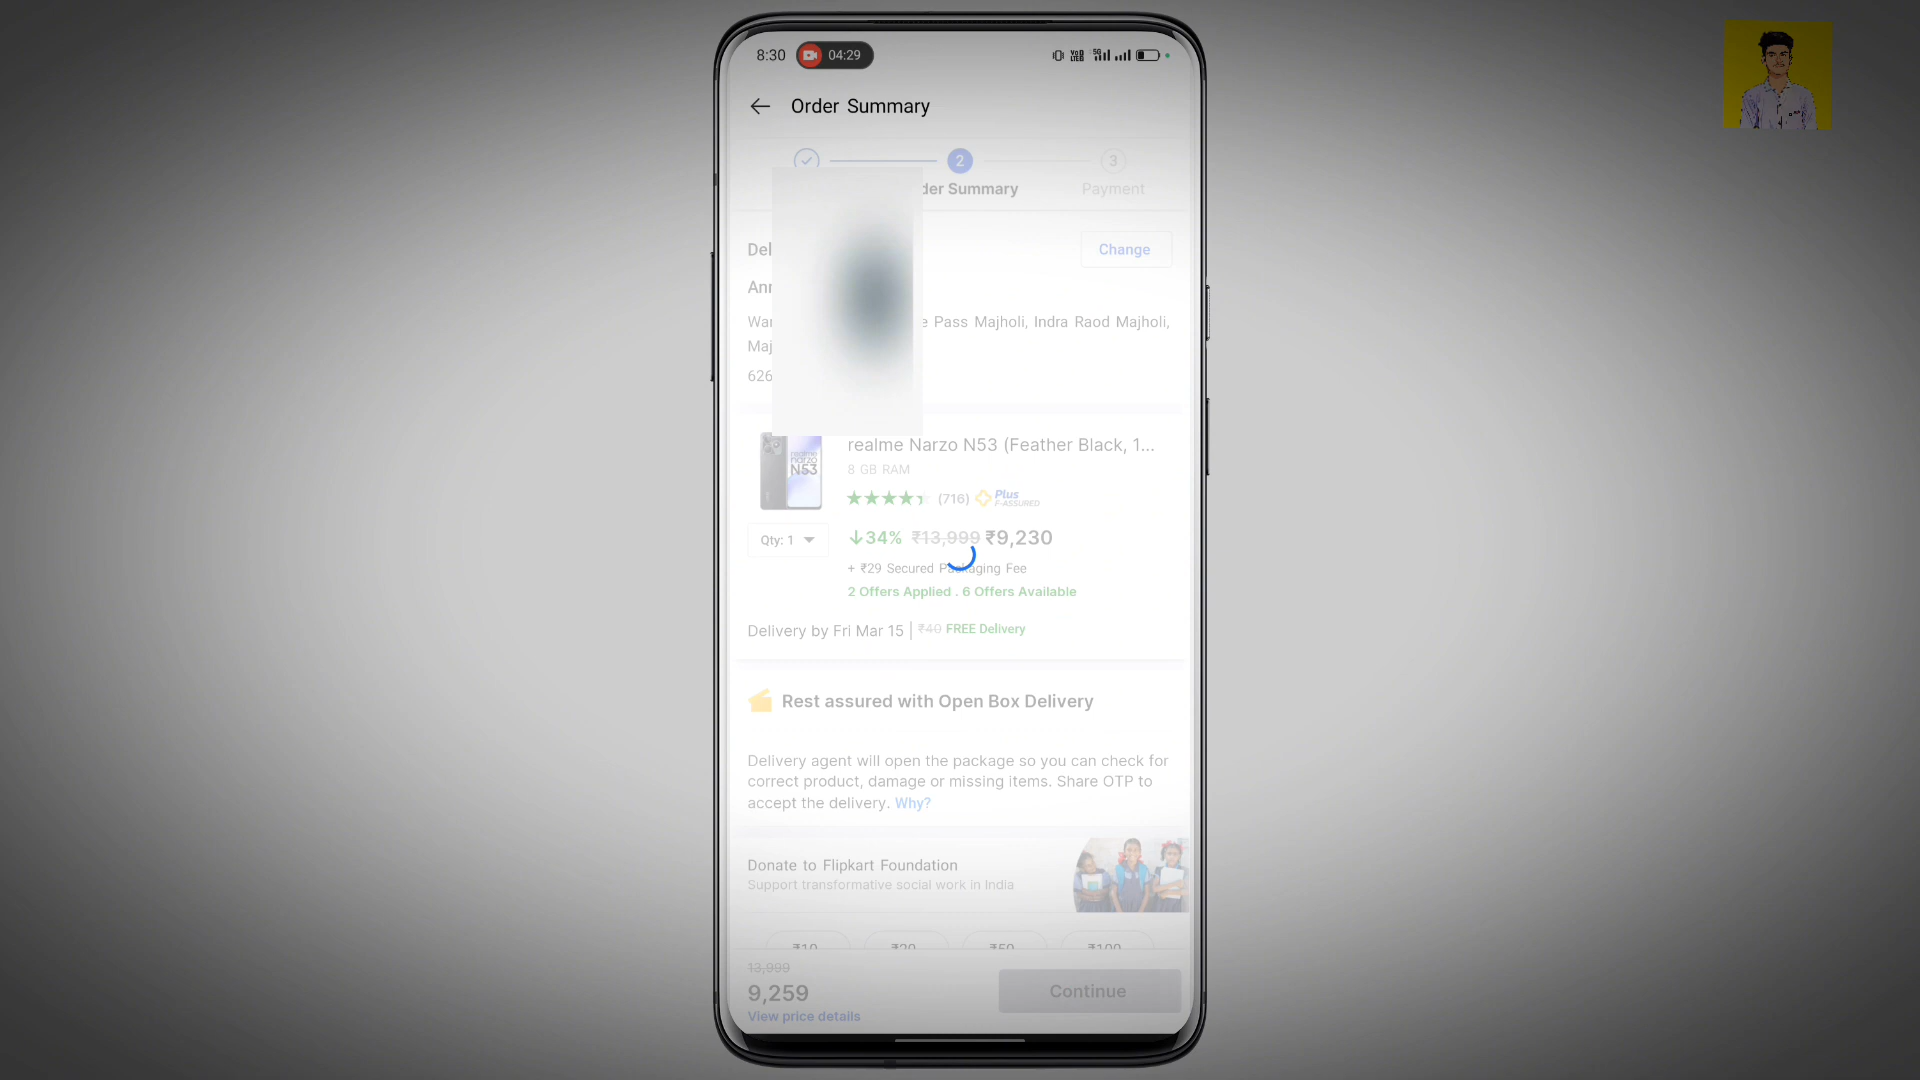 8:30 04:29 5G
Order Summary
2 3
der Summary Payment
Del Change
Ann
War e Pass Majholi, Indra Raod Majholi,
Maj
626
realme Narzo N53 (Feather Black, 1...
realme
narzo
N53
8 GB RAM
(716) Plus
F-ASSURED
Qty: 1 ↓34% ₹13,999 ₹9,230
+ ₹29 Secured Packaging Fee
2 Offers Applied . 6 Offers Available
Delivery by Fri Mar 15 | ₹40 FREE Delivery
Rest assured with Open Box Delivery
Delivery agent will open the package so you can check for
correct product, damage or missing items. Share OTP to
accept the delivery. Why?
Donate to Flipkart Foundation
Support transformative social work in India
₹10 ₹20 ₹50 ₹100
13,999
9,259 Continue
View price details